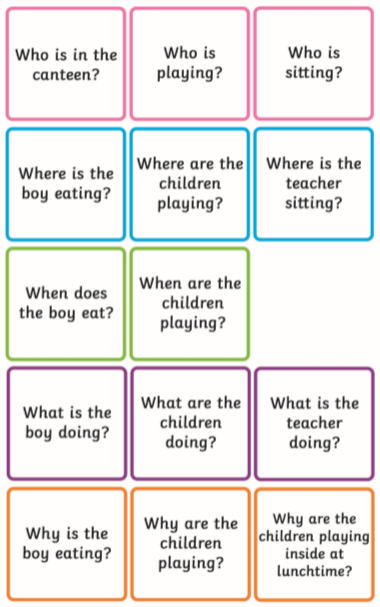 Who is in the
canteen?
Who is
playing?
Who is
sitting?
Where is the
boy eating?
Where are the
children
playing?
Where is the
teacher
sitting?
When does
the boy eat?
When are the
children
playing?
What is the
boy doing?
What are the
children
doing?
What is the
teacher
doing?
Why is the
boy eating?
Why are the
children
playing?
Why are the
children playing
inside at
lunchtime?